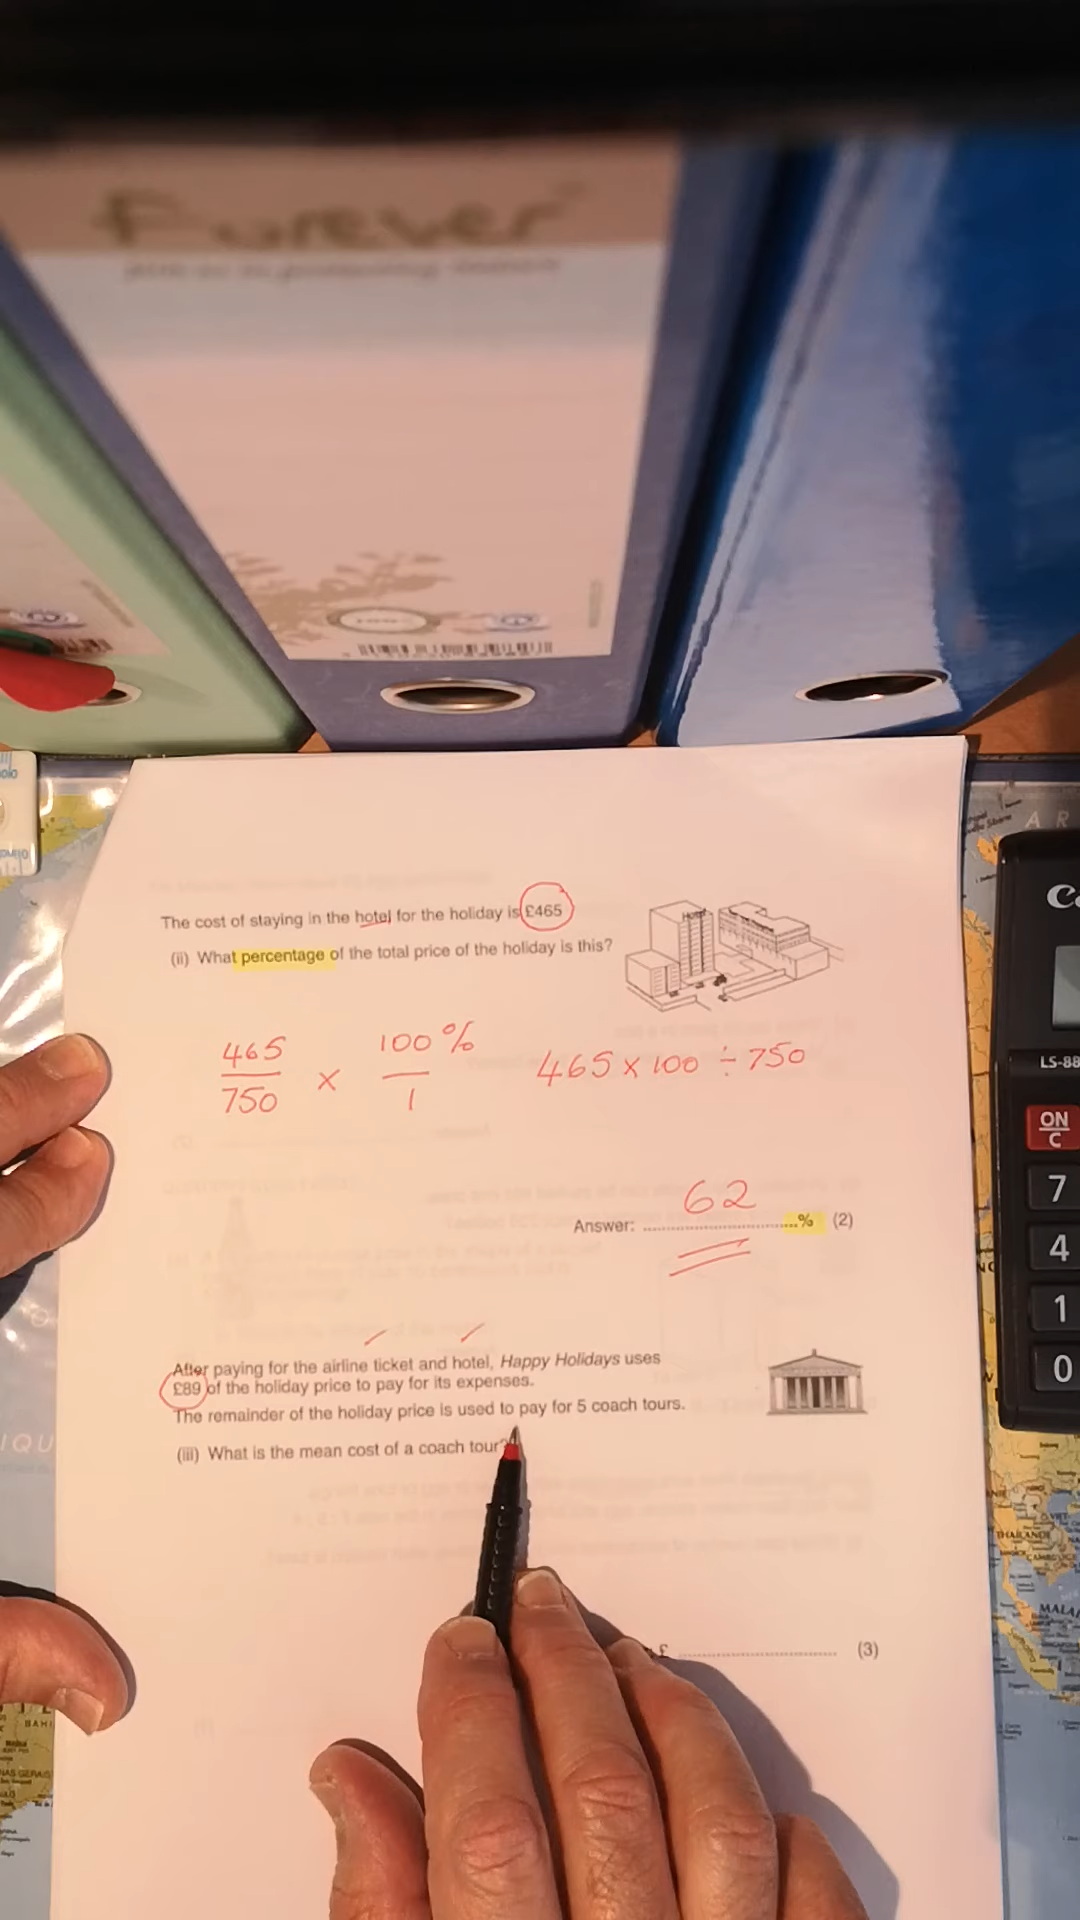 Forever
The cost of staying in the hotel for the holiday is £465
(ii) What percentage of the total price of the holiday is this?
Hotel
465
750
×
100%
1
465 × 100 ÷ 750
62
Answer: ........................% (2)
After paying for the airline ticket and hotel, Happy Holidays uses
£89 of the holiday price to pay for its expenses.
The remainder of the holiday price is used to pay for 5 coach tours.
(iii) What is the mean cost of a coach tour?
£ ........................ (3)
LS-88
ON
C
7
4
1
0
THAILANDE
MALA
BAHI